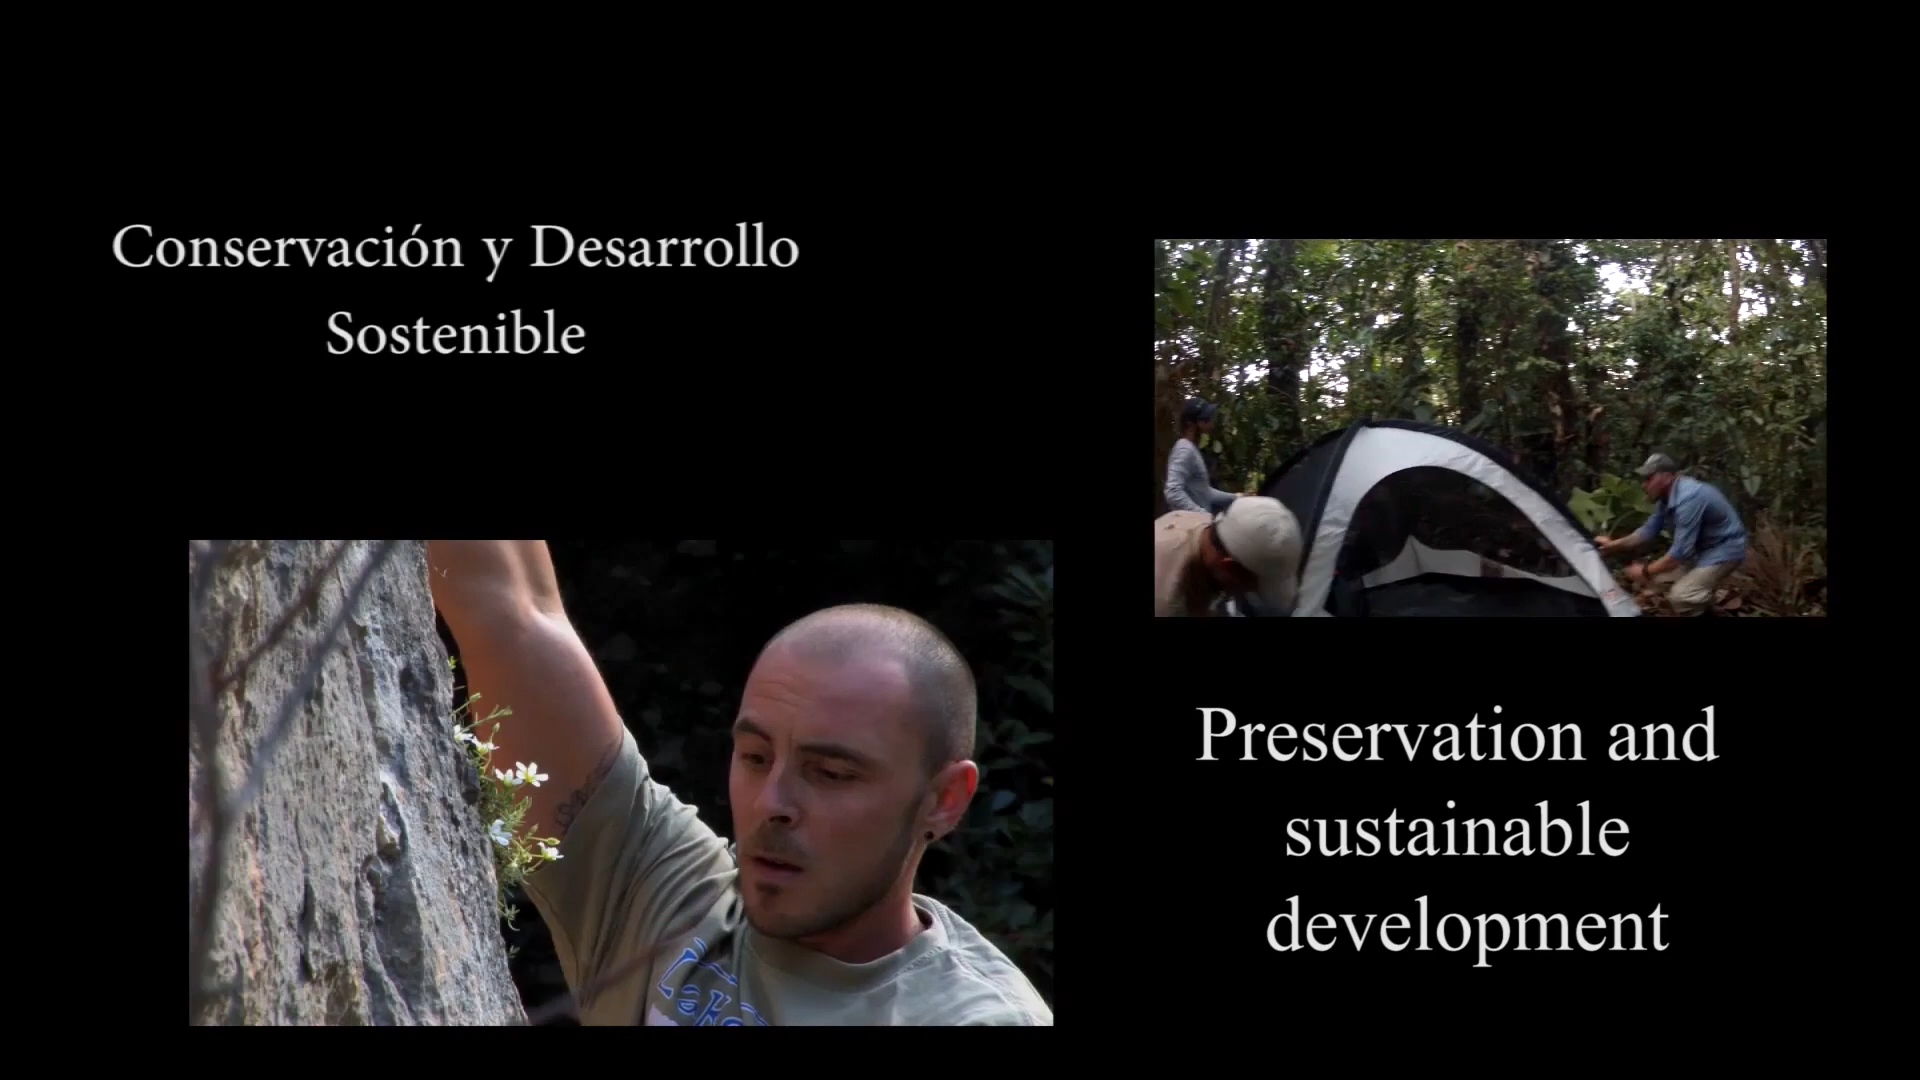 Conservación y Desarrollo
Sostenible
Preservation and
sustainable
development